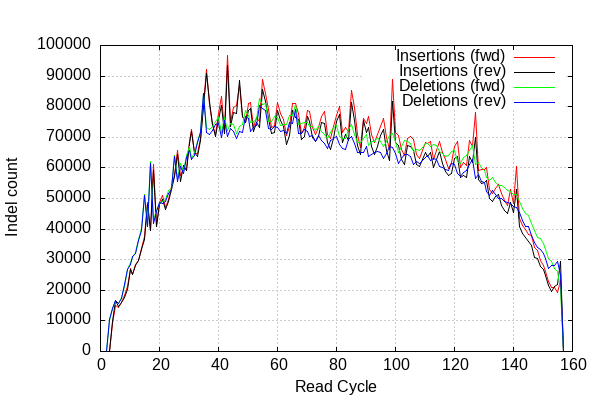 100000
90000
80000
70000
60000
50000
40000
30000
20000
10000
0
Indel count
Insertions (fwd)
Insertions (rev)
Deletions (fwd)
Deletions (rev)
0 20 40 60 80 100 120 140 160
Read Cycle